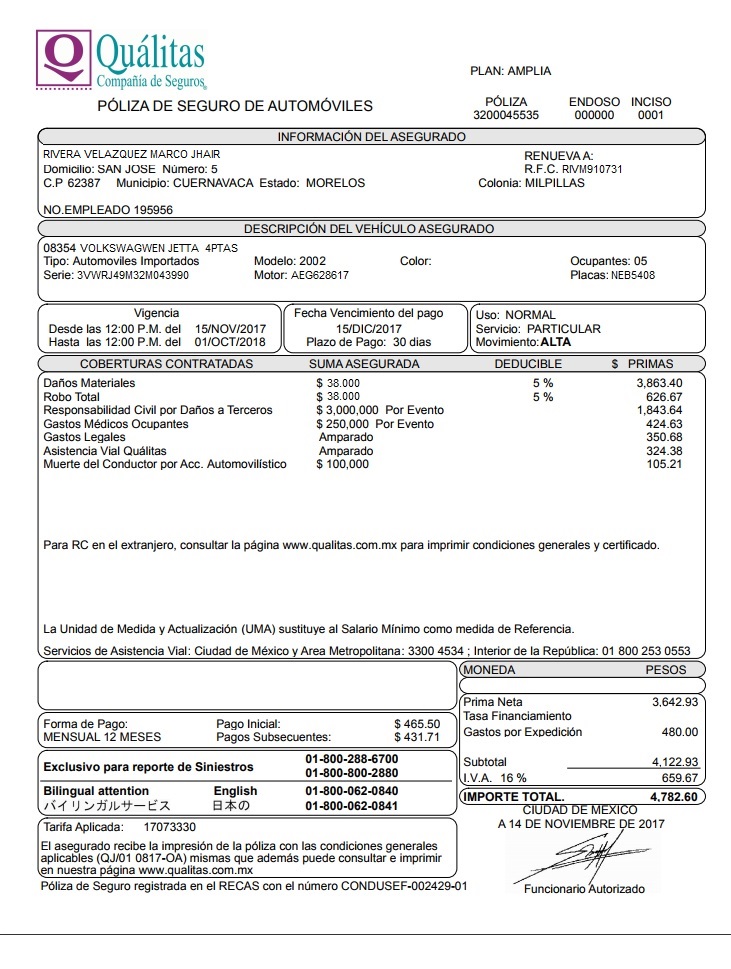 Quálitas
Compañía de Seguros®
PLAN: AMPLIA
PÓLIZA DE SEGURO DE AUTOMÓVILES
PÓLIZA ENDOSO INCISO
3200045535 000000 0001
INFORMACIÓN DEL ASEGURADO
RIVERA VELAZQUEZ MARCO JHAIR RENUEVA A:
Domicilio: SAN JOSE Número: 5 R.F.C. RIVM910731
C.P 62387 Municipio: CUERNAVACA Estado: MORELOS Colonia: MILPILLAS
NO.EMPLEADO 195956
DESCRIPCIÓN DEL VEHÍCULO ASEGURADO
08354 VOLKSWAGWEN JETTA 4PTAS
Tipo: Automoviles Importados Modelo: 2002 Color: Ocupantes: 05
Serie: 3VWRJ49M32M043990 Motor: AEG628617 Placas: NEB5408
Vigencia
Desde las 12:00 P.M. del 15/NOV/2017
Hasta las 12:00 P.M. del 01/OCT/2018
Fecha Vencimiento del pago
15/DIC/2017
Plazo de Pago: 30 dias
Uso: NORMAL
Servicio: PARTICULAR
Movimiento:ALTA
COBERTURAS CONTRATADAS SUMA ASEGURADA DEDUCIBLE $ PRIMAS
Daños Materiales $ 38.000 5 % 3,863.40
Robo Total $ 38.000 5 % 626.67
Responsabilidad Civil por Daños a Terceros $ 3,000,000 Por Evento 1,843.64
Gastos Médicos Ocupantes $ 250,000 Por Evento 424.63
Gastos Legales Amparado 350.68
Asistencia Vial Quálitas Amparado 324.38
Muerte del Conductor por Acc. Automovilístico $ 100,000 105.21
Para RC en el extranjero, consultar la página www.qualitas.com.mx para imprimir condiciones generales y certificado.
La Unidad de Medida y Actualización (UMA) sustituye al Salario Mínimo como medida de Referencia.
Servicios de Asistencia Vial: Ciudad de México y Area Metropolitana: 3300 4534 ; Interior de la República: 01 800 253 0553
MONEDA PESOS
Prima Neta 3,642.93
Tasa Financiamiento
Gastos por Expedición 480.00
Subtotal 4,122.93
I.V.A. 16 % 659.67
IMPORTE TOTAL. 4,782.60
Forma de Pago: Pago Inicial: $ 465.50
MENSUAL 12 MESES Pagos Subsecuentes: $ 431.71
Exclusivo para reporte de Siniestros 01-800-288-6700
01-800-800-2880
Bilingual attention English 01-800-062-0840
バイリンガルサービス 日本の 01-800-062-0841
Tarifa Aplicada: 17073330
El asegurado recibe la impresión de la póliza con las condiciones generales
aplicables (QJ/01 0817-OA) mismas que además puede consultar e imprimir
en nuestra página www.qualitas.com.mx
Póliza de Seguro registrada en el RECAS con el número CONDUSEF-002429-01
CIUDAD DE MEXICO
A 14 DE NOVIEMBRE DE 2017
Funcionario Autorizado